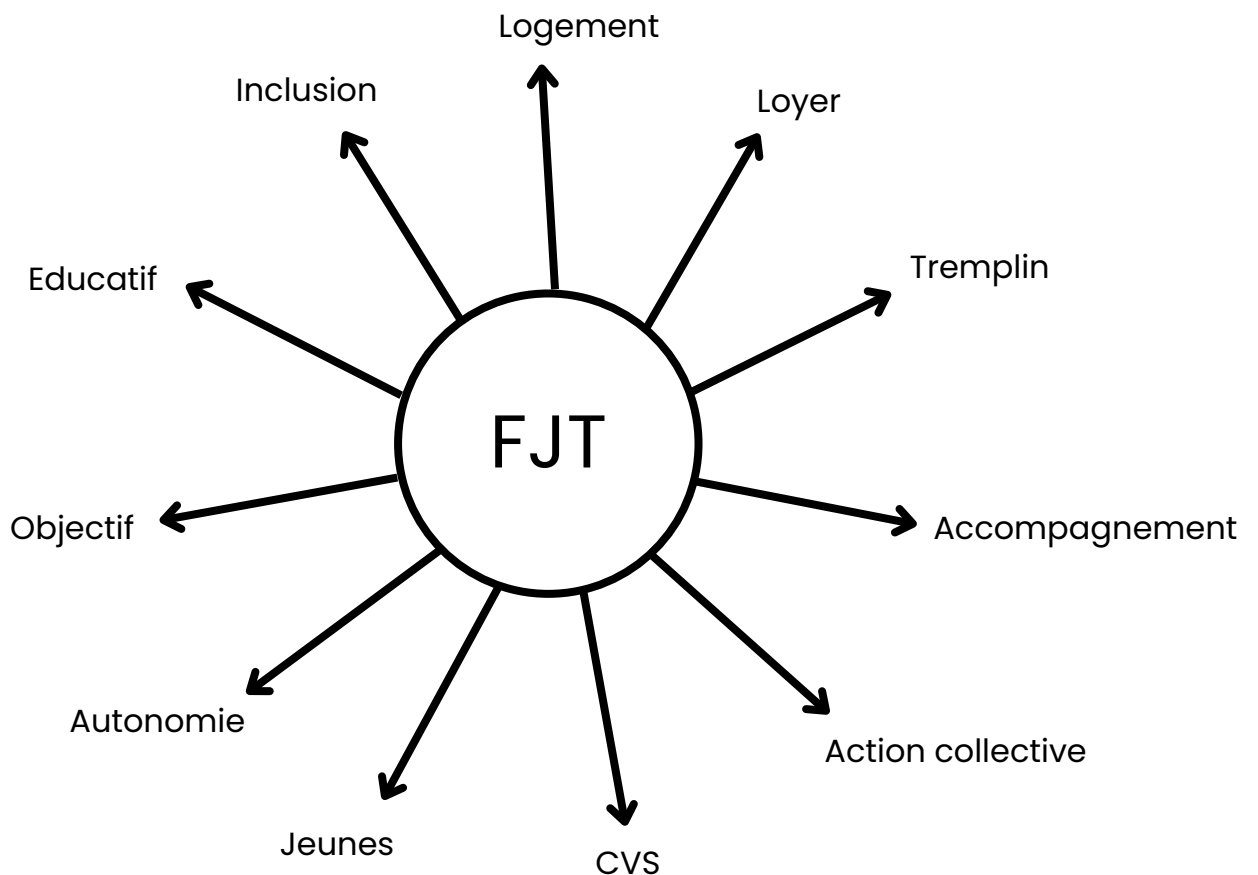 Logement
Inclusion
Loyer
Tremplin
Educatif
FJT
Objectif
Accompagnement
Autonomie
Action collective
Jeunes
CVS